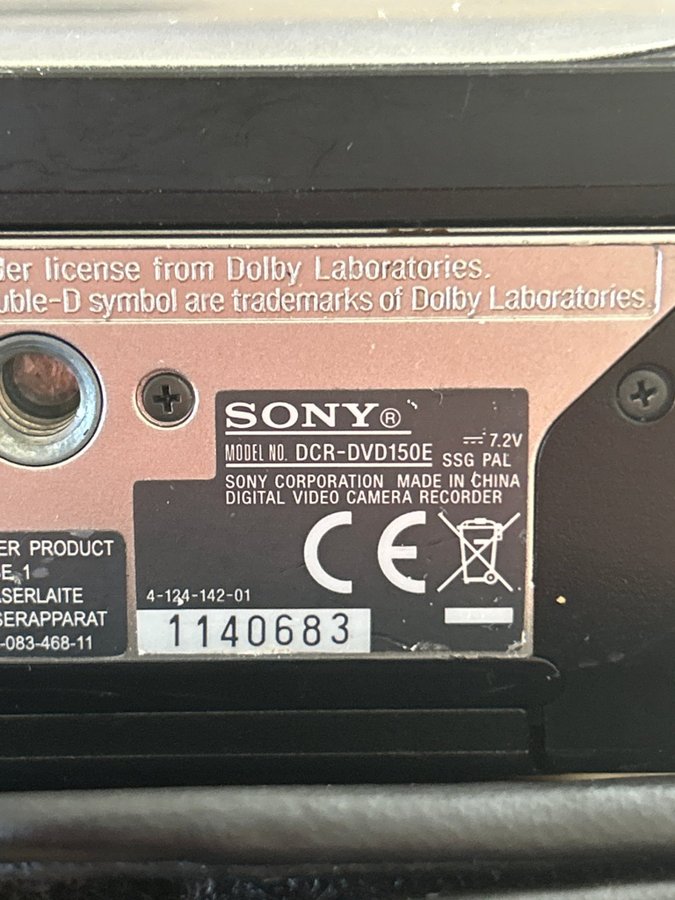 der license from Dolby Laboratories.
uble-D symbol are trademarks of Dolby Laboratories.
SONY®
MODEL NO. DCR-DVD150E
7.2V
SSG PAL
SONY CORPORATION MADE IN CHINA
DIGITAL VIDEO CAMERA RECORDER
CE
4-124-142-01
1140683
ER PRODUCT
SE 1
ASERLAITE
SERAPPARAT
-083-468-11